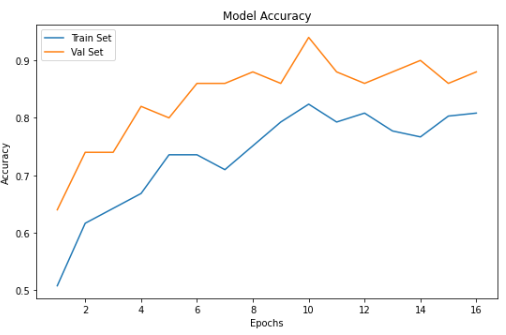 Model Accuracy
Train Set
Val Set
0.9
0.8
0.7
0.6
0.5
Accuracy
2 4 6 8 10 12 14 16
Epochs